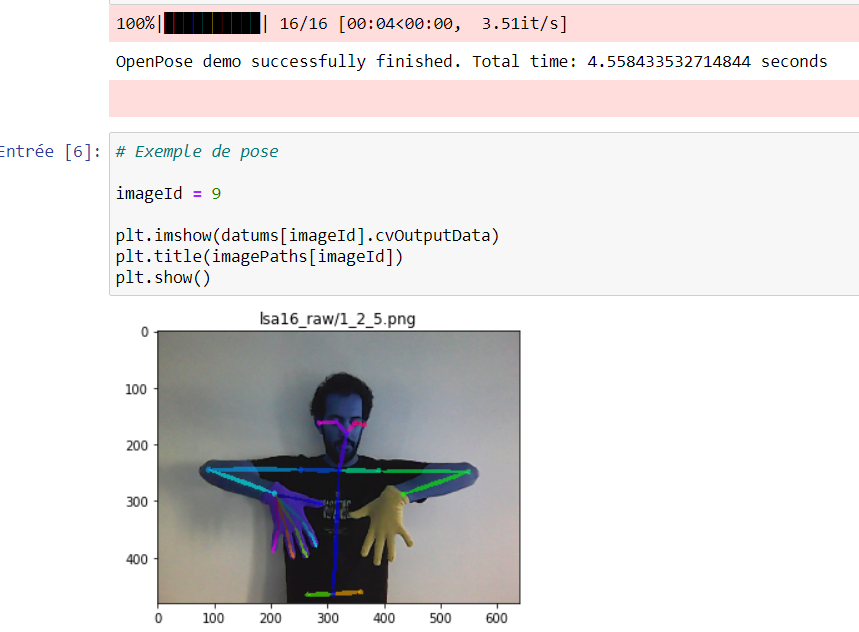 100%|██████████| 16/16 [00:04<00:00,  3.51it/s]
OpenPose demo successfully finished. Total time: 4.558433532714844 seconds
Entrée [6]:
# Exemple de pose
imageId = 9
plt.imshow(datums[imageId].cvOutputData)
plt.title(imagePaths[imageId])
plt.show()
lsa16_raw/1_2_5.png
0
100
200
300
400
0 100 200 300 400 500 600